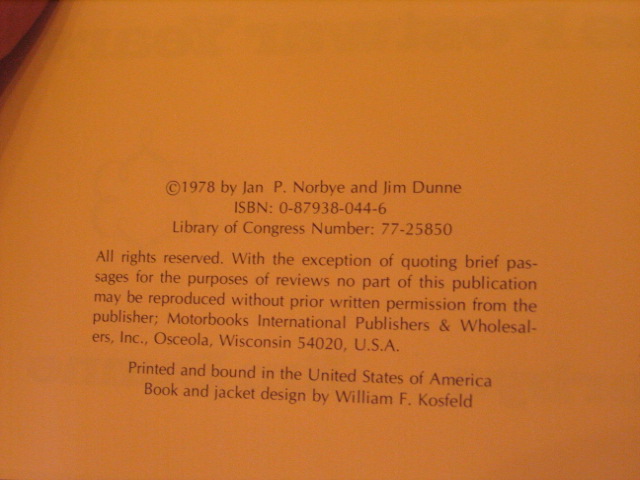 ©1978 by Jan P. Norbye and Jim Dunne
ISBN: 0-87938-044-6
Library of Congress Number: 77-25850
All rights reserved. With the exception of quoting brief pas-
sages for the purposes of reviews no part of this publication
may be reproduced without prior written permission from the
publisher; Motorbooks International Publishers & Wholesal-
ers, Inc., Osceola, Wisconsin 54020, U.S.A.
Printed and bound in the United States of America
Book and jacket design by William F. Kosfeld